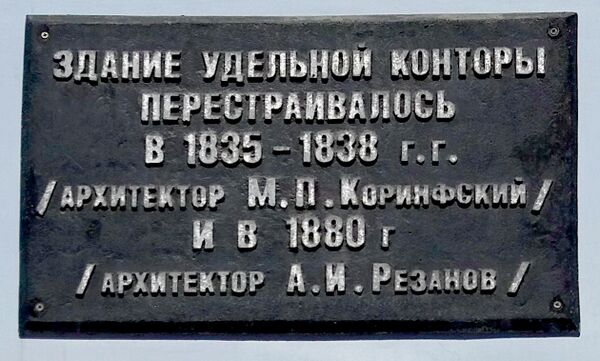 ЗДАНИЕ УДЕЛЬНОЙ КОНТОРЫ
ПЕРЕСТРАИВАЛОСЬ
В 1835 – 1838 г.г.
/АРХИТЕКТОР М.П.КОРИНФСКИЙ/
И В 1880 г
/АРХИТЕКТОР А.И.РЕЗАНОВ/